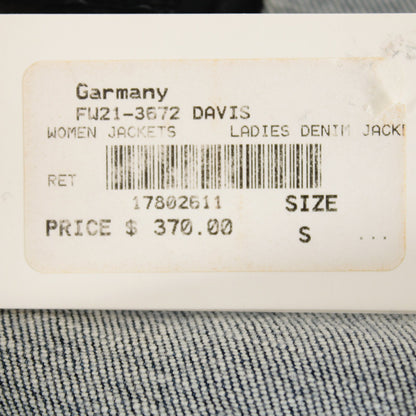 Garmany
FW21-3672 DAVIS
WOMEN JACKETS LADIES DENIM JACK
RET
17802611
SIZE
PRICE $ 370.00
S ...